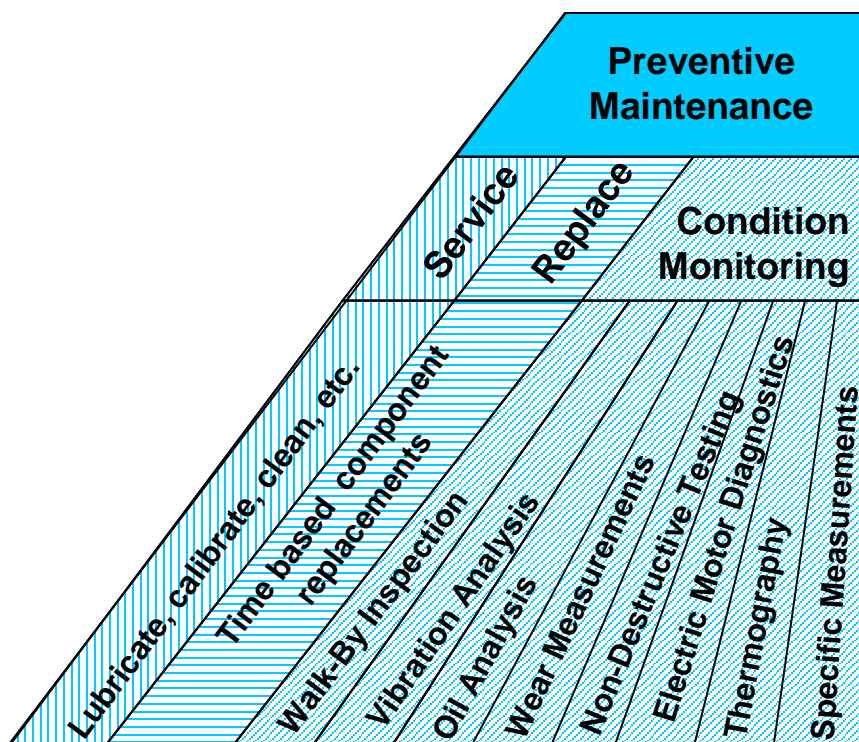 Preventive
Maintenance
Service
Replace
Condition
Monitoring
Lubricate, calibrate, clean, etc.
Time based component
replacements
Walk-By Inspection
Vibration Analysis
Oil Analysis
Wear Measurements
Non-Destructive Testing
Electric Motor Diagnostics
Thermography
Specific Measurements